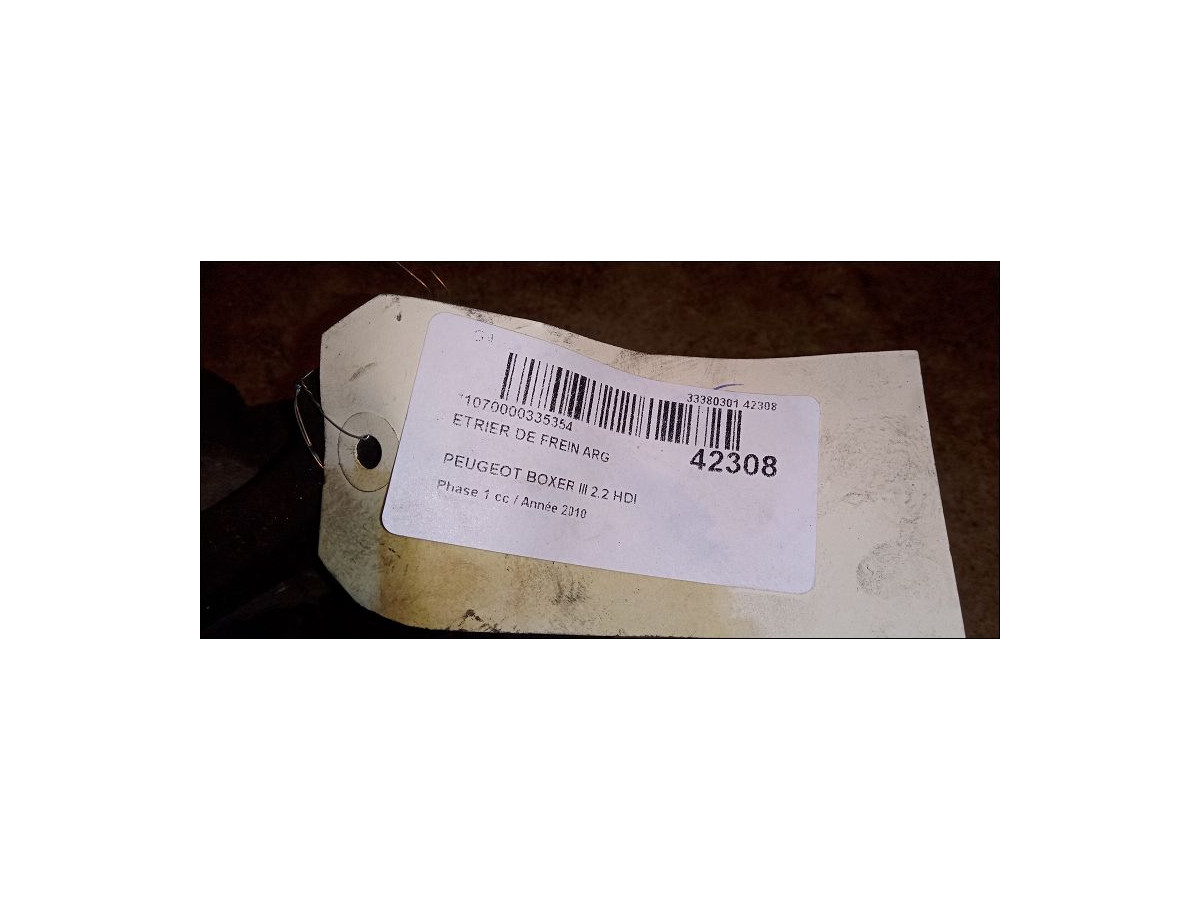 33380301 42308
*1070000335354
ETRIER DE FREIN ARG
42308
PEUGEOT BOXER III 2.2 HDI
Phase 1 cc / Année 2010